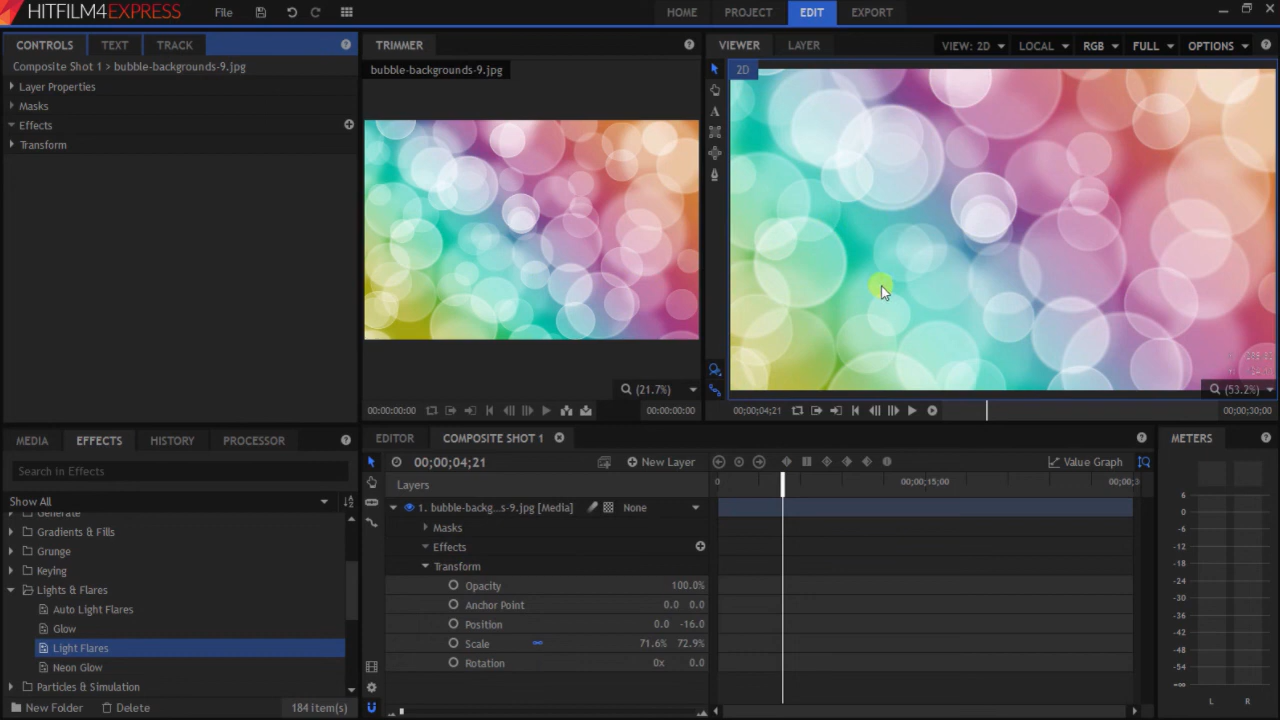 HITFILM4EXPRESS File HOME PROJECT EDIT EXPORT
CONTROLS TEXT TRACK
Composite Shot 1 > bubble-backgrounds-9.jpg
Layer Properties
Masks
Effects
Transform
TRIMMER
bubble-backgrounds-9.jpg
(21.7%)
00:00:00:00 00:00:00:00
VIEWER LAYER VIEW: 2D LOCAL RGB FULL OPTIONS
2D
(53.2%)
00:00:04;21 00:00:30;00
MEDIA EFFECTS HISTORY PROCESSOR
Search in Effects
Show All
Generate
Gradients & Fills
Grunge
Keying
Lights & Flares
Auto Light Flares
Glow
Light Flares
Neon Glow
Particles & Simulation
New Folder Delete 184 item(s)
EDITOR COMPOSITE SHOT 1
00;00;04;21 New Layer Value Graph
Layers 0 00;00;15;00 00;00;3
1. bubble-backg...s-9.jpg [Media] None
Masks
Effects
Transform
Opacity 100.0%
Anchor Point 0.0 0.0
Position 0.0 -16.0
Scale 71.6% 72.9%
Rotation 0x 0.0
METERS
6
0
-6
-12
-18
-24
-30
-36
-42
-48
-54
-∞
L R